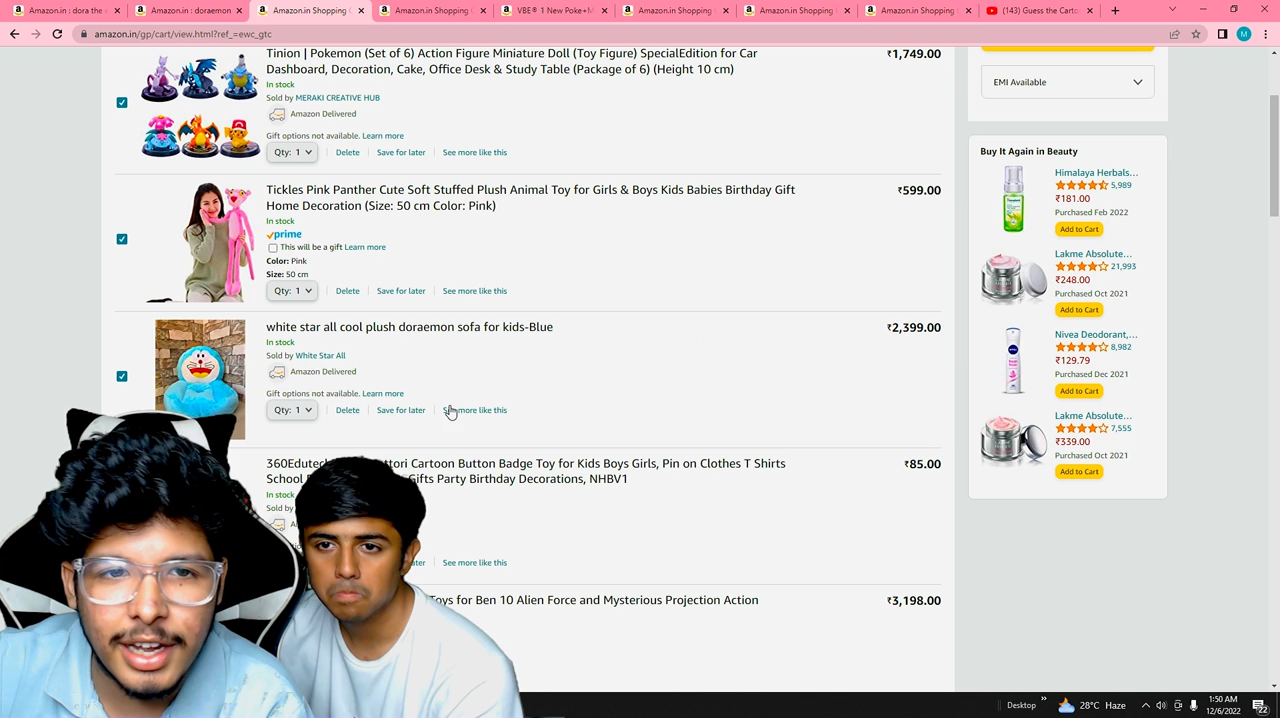 Amazon.in : dora the e
Amazon.in : doraemon
Amazon.in Shopping C
Amazon.in Shopping C
VBE® 1 New Poke+M
Amazon.in Shopping C
Amazon.in Shopping C
Amazon.in Shopping C
(143) Guess the Carto
amazon.in/gp/cart/view.html?ref_=ewc_gtc
M
Tinion | Pokemon (Set of 6) Action Figure Miniature Doll (Toy Figure) SpecialEdition for Car
Dashboard, Decoration, Cake, Office Desk & Study Table (Package of 6) (Height 10 cm)
₹1,749.00
In stock
Sold by MERAKI CREATIVE HUB
Amazon Delivered
Gift options not available. Learn more
Qty: 1 Delete Save for later See more like this
Tickles Pink Panther Cute Soft Stuffed Plush Animal Toy for Girls & Boys Kids Babies Birthday Gift
Home Decoration (Size: 50 cm Color: Pink)
₹599.00
In stock
prime
This will be a gift Learn more
Color: Pink
Size: 50 cm
Qty: 1 Delete Save for later See more like this
white star all cool plush doraemon sofa for kids-Blue
₹2,399.00
In stock
Sold by White Star All
Amazon Delivered
Gift options not available. Learn more
Qty: 1 Delete Save for later See more like this
360Edutech ttori Cartoon Button Badge Toy for Kids Boys Girls, Pin on Clothes T Shirts
School Gifts Party Birthday Decorations, NHBV1
₹85.00
In stock
Sold by
See more like this
Toys for Ben 10 Alien Force and Mysterious Projection Action
₹3,198.00
EMI Available
Buy It Again in Beauty
Himalaya Herbals...
5,989
₹181.00
Purchased Feb 2022
Add to Cart
Lakme Absolute...
21,993
₹248.00
Purchased Oct 2021
Add to Cart
Nivea Deodorant,...
8,982
₹129.79
Purchased Dec 2021
Add to Cart
Lakme Absolute...
7,555
₹339.00
Purchased Oct 2021
Add to Cart
Desktop
28°C Haze
1:50 AM
12/6/2022
22